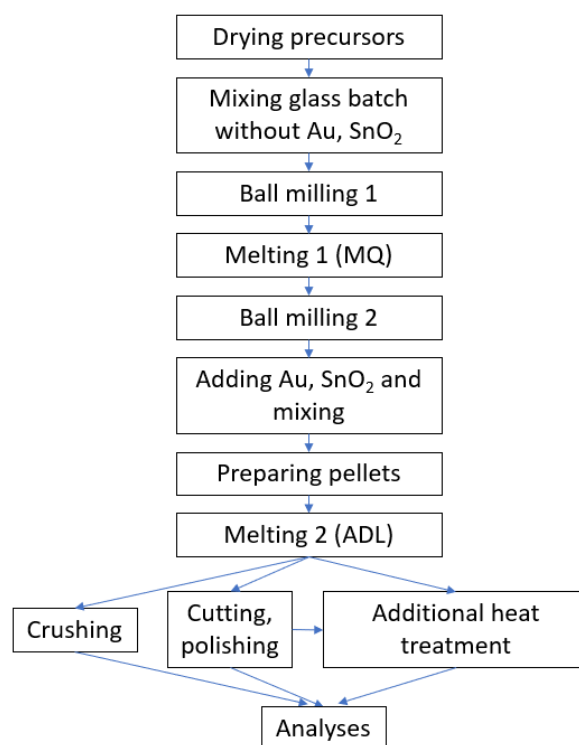 Drying precursors
Mixing glass batch
without Au, SnO₂
Ball milling 1
Melting 1 (MQ)
Ball milling 2
Adding Au, SnO₂ and
mixing
Preparing pellets
Melting 2 (ADL)
Crushing
Cutting,
polishing
Additional heat
treatment
Analyses